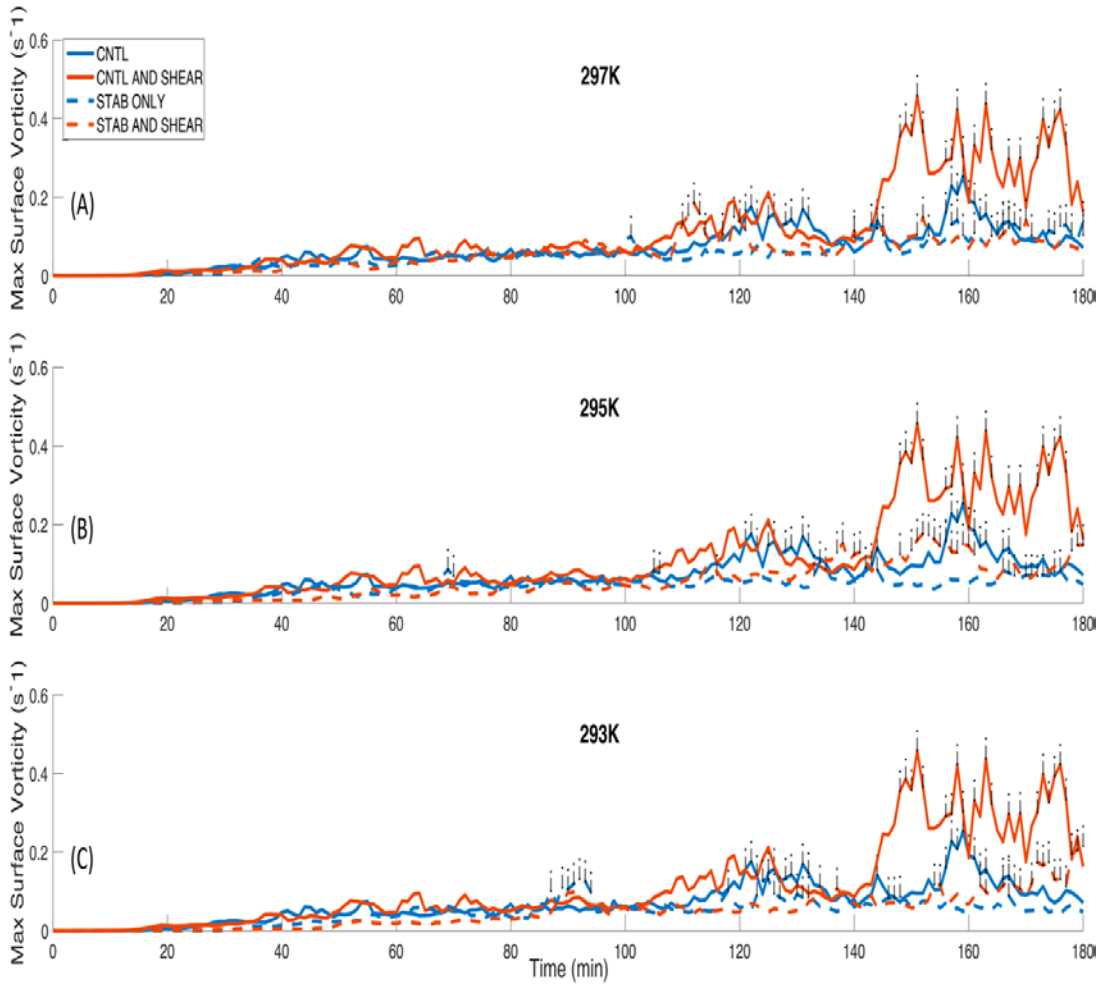 Max Surface Vorticity (s^-1)
0.6
0.4
0.2
0
CNTL
CNTL AND SHEAR
STAB ONLY
STAB AND SHEAR
297K
(A)
0 20 40 60 80 100 120 140 160 180
Max Surface Vorticity (s^-1)
0.6
0.4
0.2
0
295K
(B)
0 20 40 60 80 100 120 140 160 180
Max Surface Vorticity (s^-1)
0.6
0.4
0.2
0
293K
(C)
0 20 40 60 80 100 120 140 160 180
Time (min)